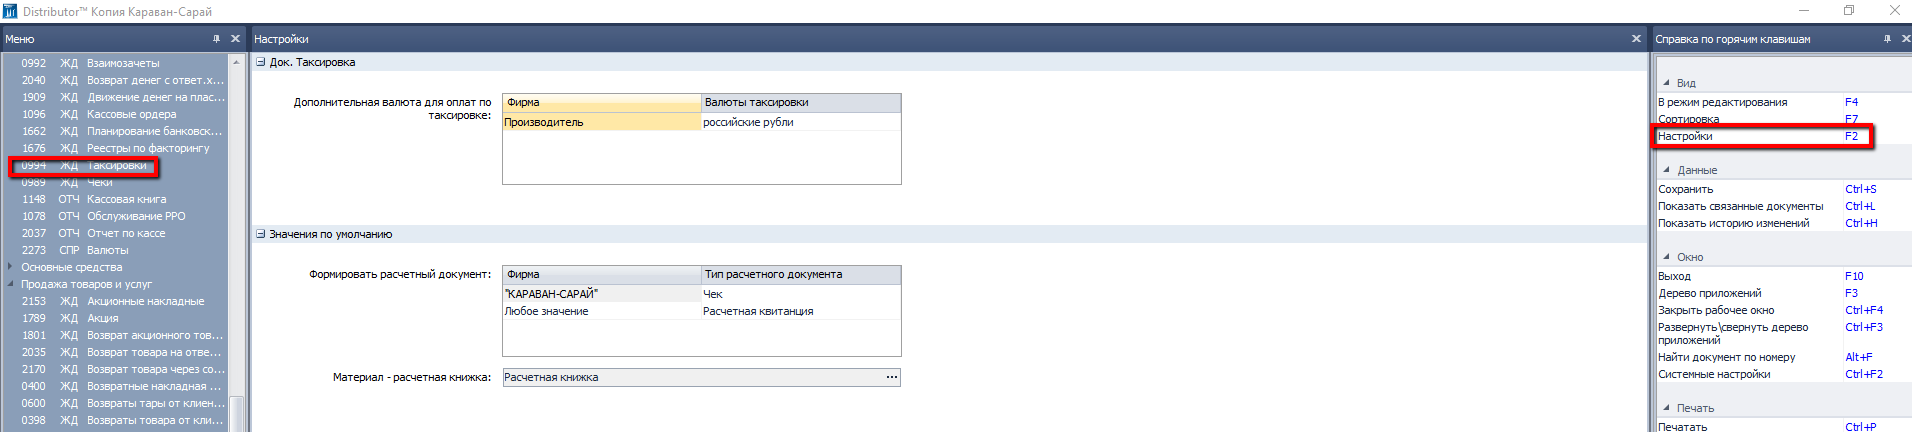 Distributor™ Копия Караван-Сарай
Меню
0992 ЖД Взаимозачеты
2040 ЖД Возврат денег с ответ.х...
1909 ЖД Движение денег на плас...
1096 ЖД Кассовые ордера
1662 ЖД Планирование банковск...
1676 ЖД Реестры по факторингу
0994 ЖД Таксировки
0989 ЖД Чеки
1148 ОТЧ Кассовая книга
1078 ОТЧ Обслуживание РРО
2037 ОТЧ Отчет по кассе
2273 СПР Валюты
Основные средства
Продажа товаров и услуг
2153 ЖД Акционные накладные
1789 ЖД Акция
1801 ЖД Возврат акционного тов...
2035 ЖД Возврат товара на отве...
2170 ЖД Возврат товара через со...
0400 ЖД Возвратные накладная ...
0600 ЖД Возвраты тары от клиен...
0398 ЖД Возвраты товара от кли...
Настройки
Док. Таксировка
Дополнительная валюта для оплат по
таксировке:
Фирма Валюты таксировки
Производитель российские рубли
Значения по умолчанию
Формировать расчетный документ:
Фирма Тип расчетного документа
"КАРАВАН-САРАЙ" Чек
Любое значение Расчетная квитанция
Материал - расчетная книжка: Расчетная книжка ...
Справка по горячим клавишам
Вид
В режим редактирования F4
Сортировка F7
Настройки F2
Данные
Сохранить Ctrl+S
Показать связанные документы Ctrl+L
Показать историю изменений Ctrl+H
Окно
Выход F10
Дерево приложений F3
Закрыть рабочее окно Ctrl+F4
Развернуть\свернуть дерево Ctrl+F3
приложений
Найти документ по номеру Alt+F
Системные настройки Ctrl+F2
Печать
Печатать Ctrl+P